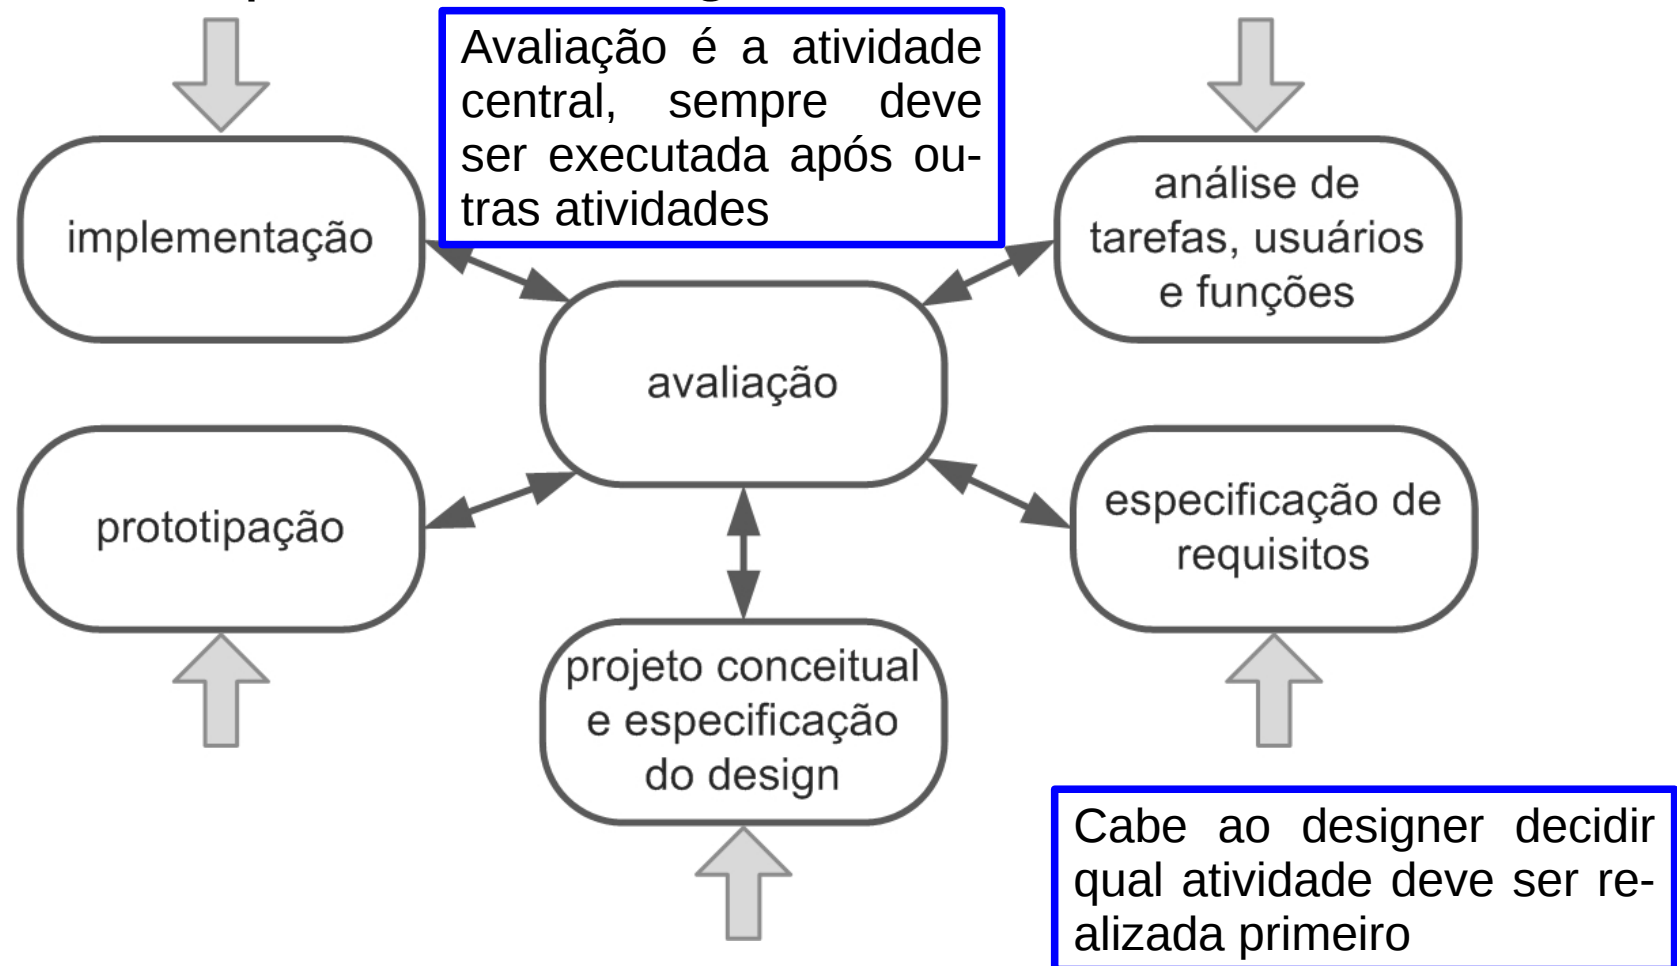 Avaliação é a atividade
central, sempre deve
ser executada após ou-
tras atividades
implementação
análise de
tarefas, usuários
e funções
avaliação
prototipação
especificação de
requisitos
projeto conceitual
e especificação
do design
Cabe ao designer decidir
qual atividade deve ser re-
alizada primeiro